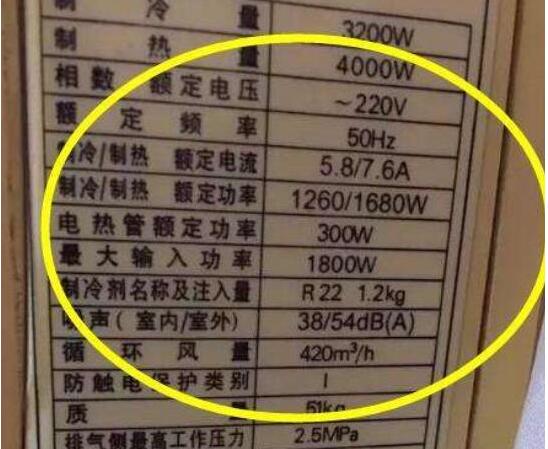 制冷量 3200W
制热量 4000W
相数 额定电压 ～220V
额定频率 50Hz
制冷/制热 额定电流 5.8/7.6A
制冷/制热 额定功率 1260/1680W
电热管额定功率 300W
最大输入功率 1800W
制冷剂名称及注入量 R22 1.2kg
噪声(室内/室外) 38/54dB(A)
循环风量 420m³/h
防触电保护类别 I
质量 51kg
排气侧最高工作压力 2.5MPa